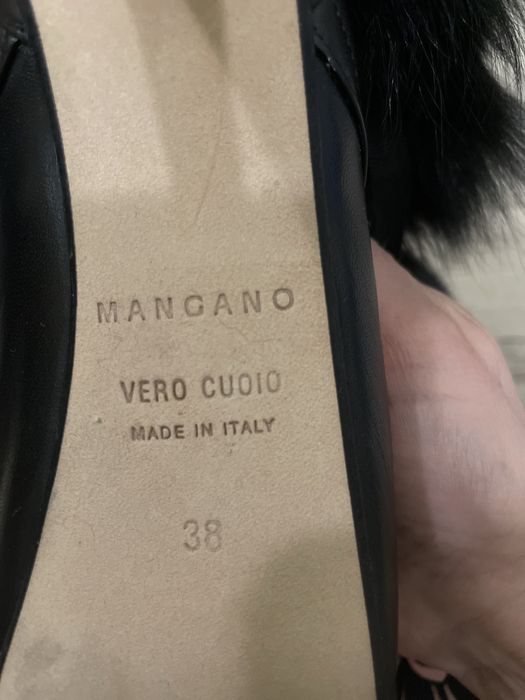 MANGANO
VERO CUOIO
MADE IN ITALY
38